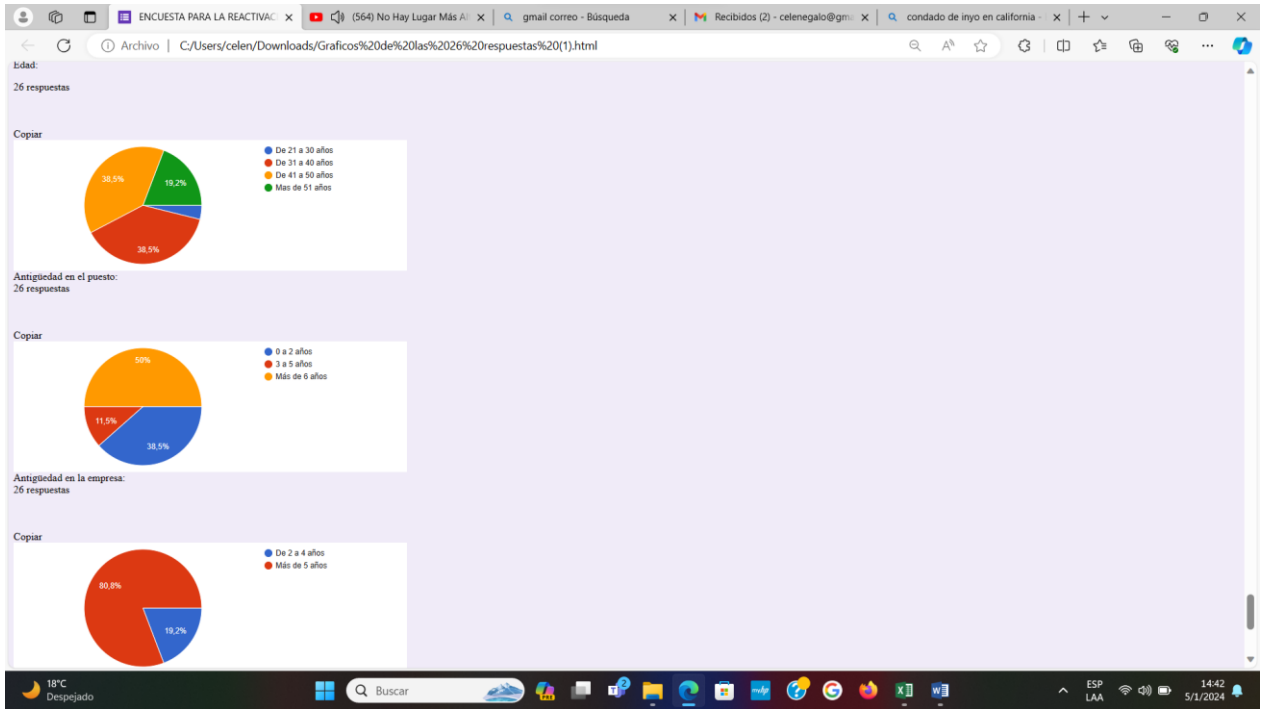 ENCUESTA PARA LA REACTIVAC
(564) No Hay Lugar Más Al
gmail correo - Búsqueda
Recibidos (2) - celenegalo@gm
condado de inyo en california -
Archivo | C:/Users/celen/Downloads/Graficos%20de%20las%2026%20respuestas%20(1).html
Edad:
26 respuestas
Copiar
38,5%
19,2%
38,5%
De 21 a 30 años
De 31 a 40 años
De 41 a 50 años
Mas de 51 años
Antigüedad en el puesto:
26 respuestas
Copiar
50%
11,5%
38,5%
0 a 2 años
3 a 5 años
Más de 6 años
Antigüedad en la empresa:
26 respuestas
Copiar
80,8%
19,2%
De 2 a 4 años
Más de 5 años
18°C
Despejado
Buscar
PRE
2
ESP
LAA
14:42
5/1/2024